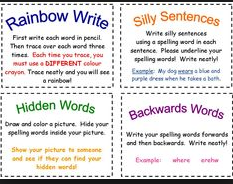 Rainbow Write
First write each word in pencil.
Then trace over each word three
times. Each time you trace, you
must use a DIFFERENT colour
crayon. Trace neatly and you will see
a rainbow!
Silly Sentences
Write silly sentences
using a spelling word in each
sentence. Please underline your
spelling words! Write neatly!
Example: My dog wears a blue and
purple dress when he takes a bath.
Hidden Words
Draw and color a picture. Hide your
spelling words inside your picture.
Show your picture to someone
and see if they can find your
hidden words!
Backwards Words
Write your spelling words forwards
and then backwards. Write neatly!
Example: where erehw